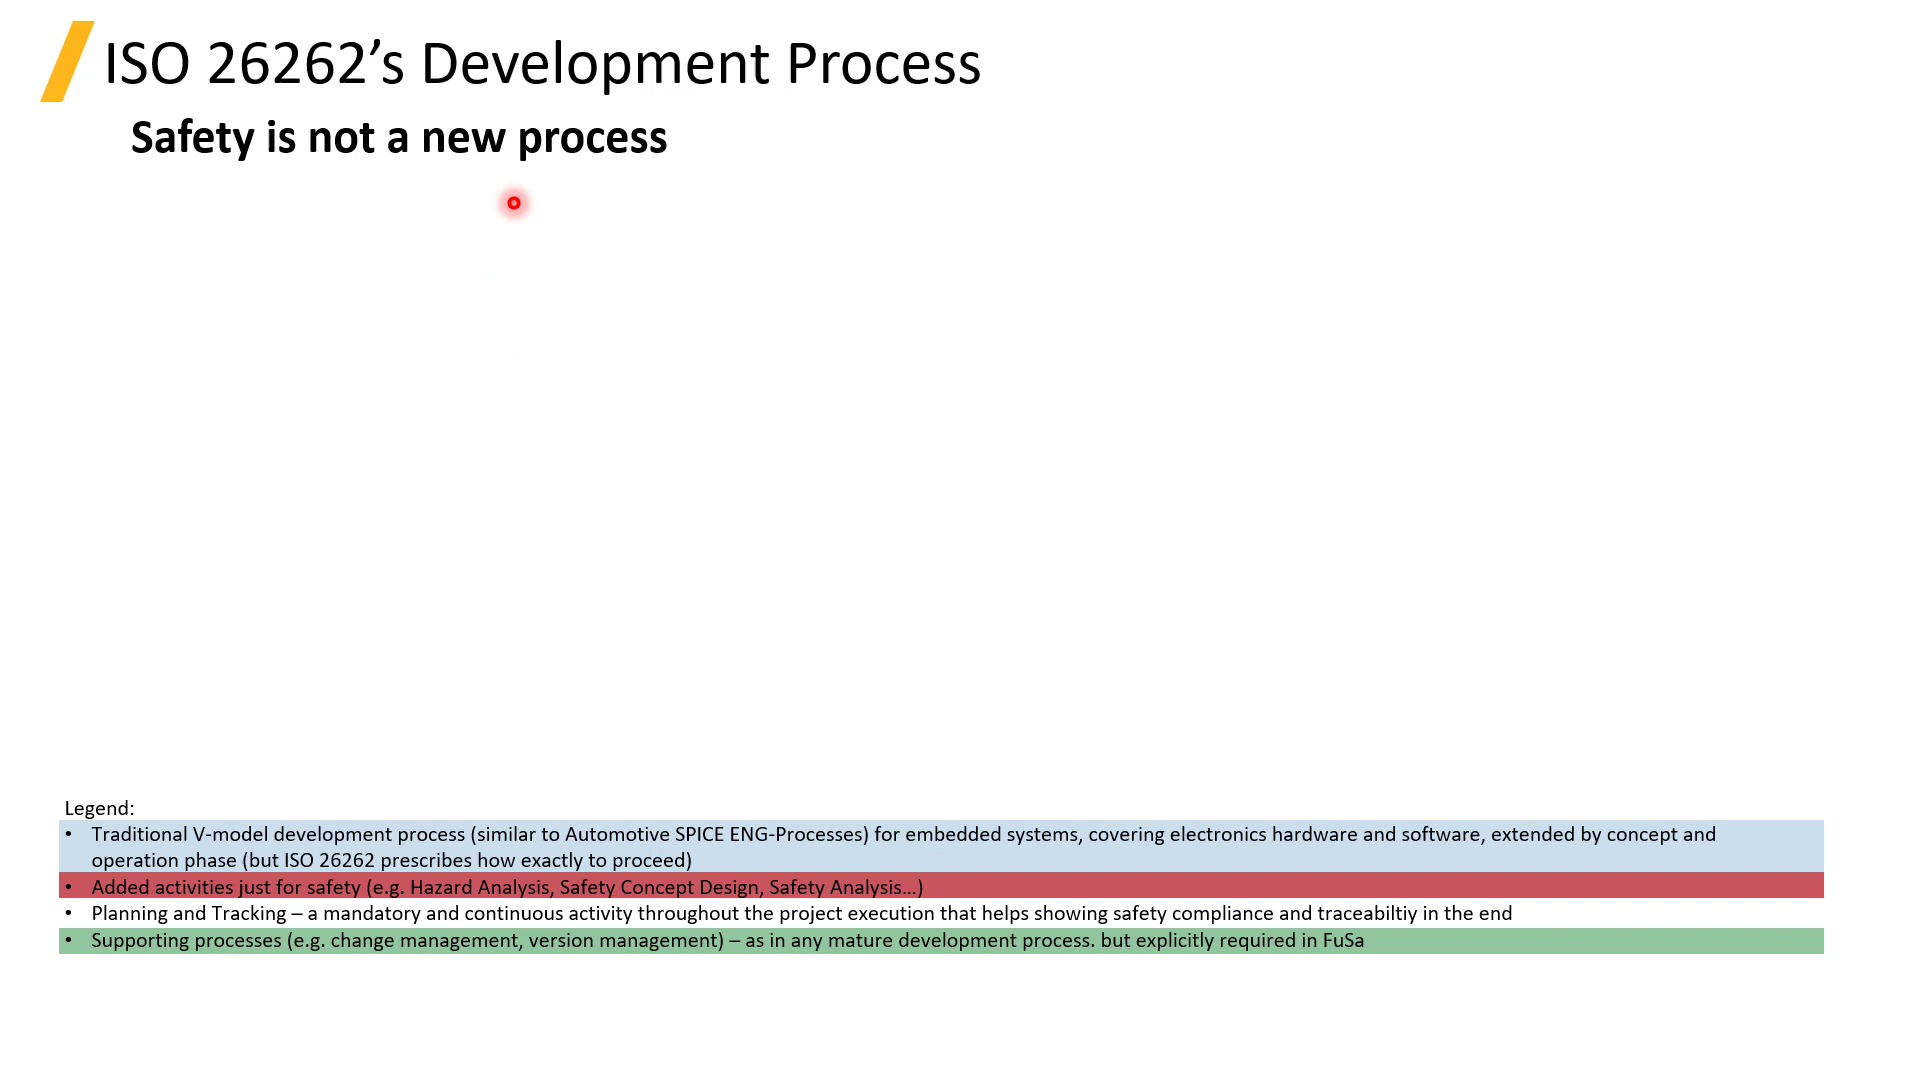 ISO 26262’s Development Process
Safety is not a new process
Legend:
• Traditional V-model development process (similar to Automotive SPICE ENG-Processes) for embedded systems, covering electronics hardware and software, extended by concept and
operation phase (but ISO 26262 prescribes how exactly to proceed)
• Added activities just for safety (e.g. Hazard Analysis, Safety Concept Design, Safety Analysis…)
• Planning and Tracking – a mandatory and continuous activity throughout the project execution that helps showing safety compliance and traceabiltiy in the end
• Supporting processes (e.g. change management, version management) – as in any mature development process. but explicitly required in FuSa